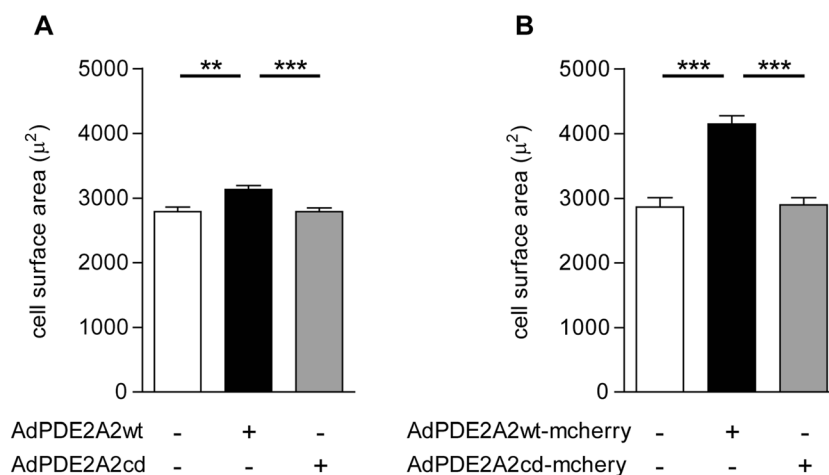 A
cell surface area (μ²)
5000
4000
3000
2000
1000
0
** ***
AdPDE2A2wt - + -
AdPDE2A2cd - - +
B
cell surface area (μ²)
5000
4000
3000
2000
1000
0
*** ***
AdPDE2A2wt-mcherry - + -
AdPDE2A2cd-mchery - - +